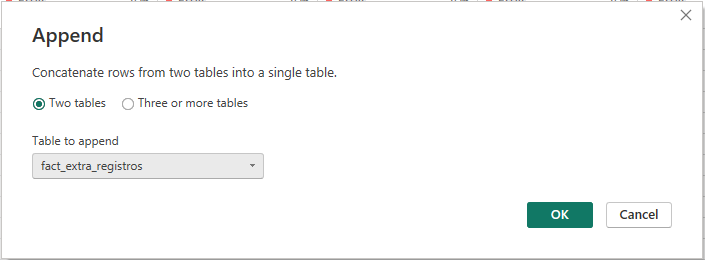 Append
Concatenate rows from two tables into a single table.
Two tables
Three or more tables
Table to append
fact_extra_registros
OK
Cancel